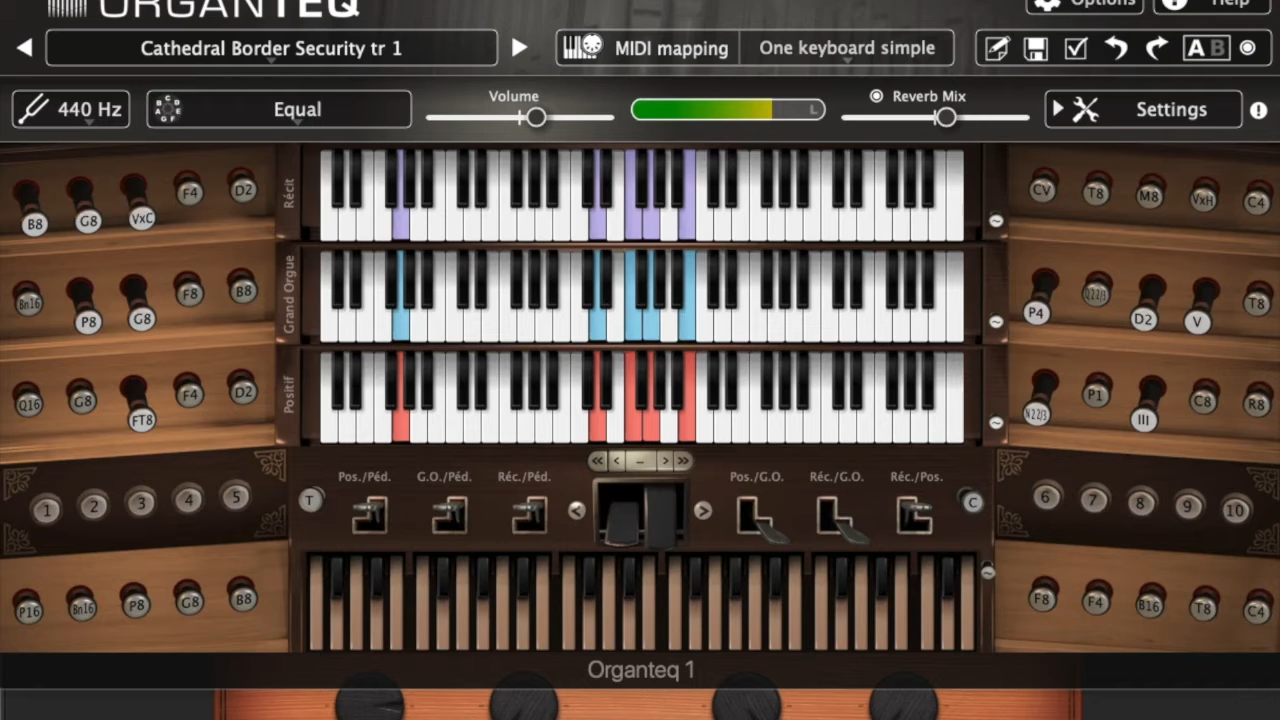 ORGANTEQ
Options Help
Cathedral Border Security tr 1 MIDI mapping One keyboard simple A B
440 Hz Equal Volume L Reverb Mix Settings
B8 G8 VxC F4 D2 Récit CV T8 M8 VxH C4
Bn16 P8 G8 F8 B8 Grand Orgue P4 Q22/3 D2 V T8
Q16 G8 FT8 F4 D2 Positif N22/3 P1 III C8 R8
Pos./Péd. G.O./Péd. Réc./Péd. << < – > >> Pos./G.O. Réc./G.O. Réc./Pos.
1 2 3 4 5 T < > C 6 7 8 9 10
P16 Bn16 P8 G8 B8 F8 F4 B16 T8 C4
Organteq 1